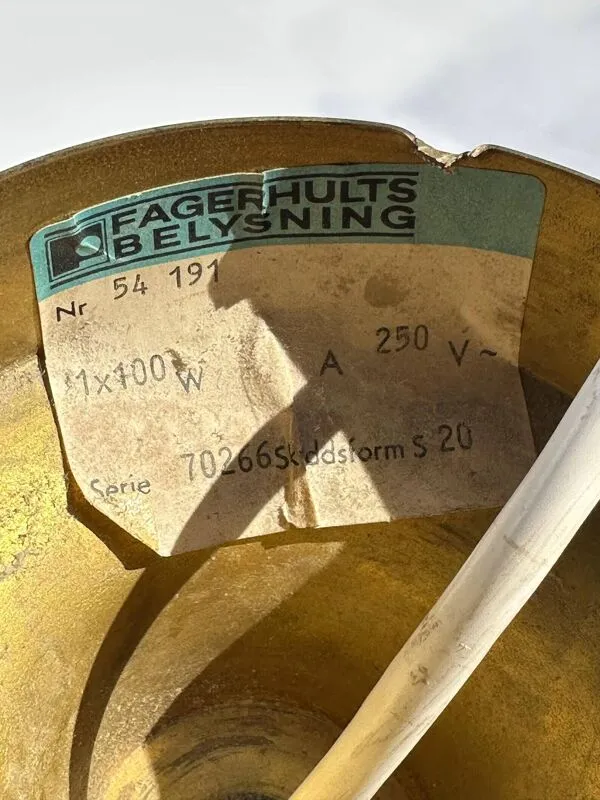 FAGERHULTS
BELYSNING
Nr 54 191
1x100 W A 250 V~
Serie 70266 Skyddsform S 20